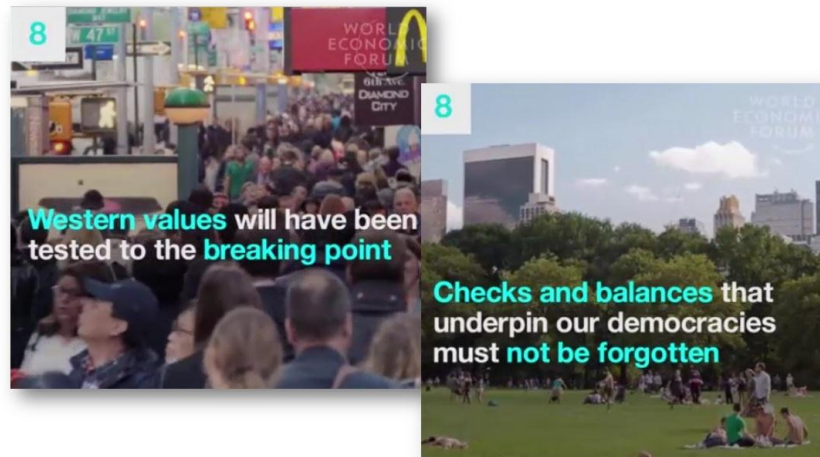 8
W 47 ST
WORLD
ECONOMIC
FORUM
6th Ave.
DIAMOND
CITY
Western values will have been
tested to the breaking point
8
WORLD
ECONOMI
FORUM
Checks and balances that
underpin our democracies
must not be forgotten